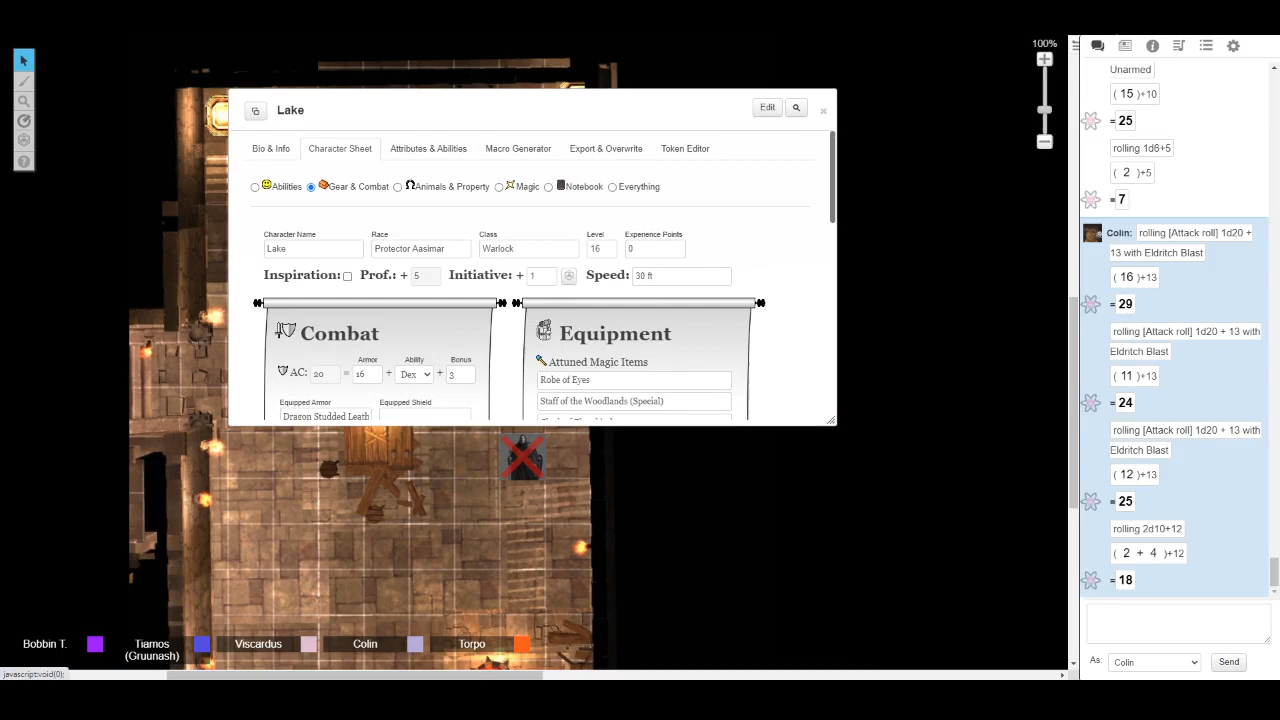 100%
Unarmed
( 15 )+10
= 25
rolling 1d6+5
( 2 )+5
= 7
Colin: rolling [Attack roll] 1d20 +
13 with Eldritch Blast
( 16 )+13
= 29
rolling [Attack roll] 1d20 + 13 with
Eldritch Blast
( 11 )+13
= 24
rolling [Attack roll] 1d20 + 13 with
Eldritch Blast
( 12 )+13
= 25
rolling 2d10+12
( 2 + 4 )+12
= 18
As: Colin Send
Lake Edit ×
Bio & Info Character Sheet Attributes & Abilities Macro Generator Export & Overwrite Token Editor
Abilities Gear & Combat Animals & Property Magic Notebook Everything
Character Name Race Class Level Experience Points
Lake Protector Aasimar Warlock 16 0
Inspiration: Prof.: + 5 Initiative: + 1 Speed: 30 ft
Combat
AC: 20 = 16 + Dex + 3
Armor Ability Bonus
Equipped Armor Equipped Shield
Dragon Studded Leath
Equipment
Attuned Magic Items
Robe of Eyes
Staff of the Woodlands (Special)
Bobbin T. Tiamos Viscardus Colin Torpo
(Gruunash)
javascript:void(0);